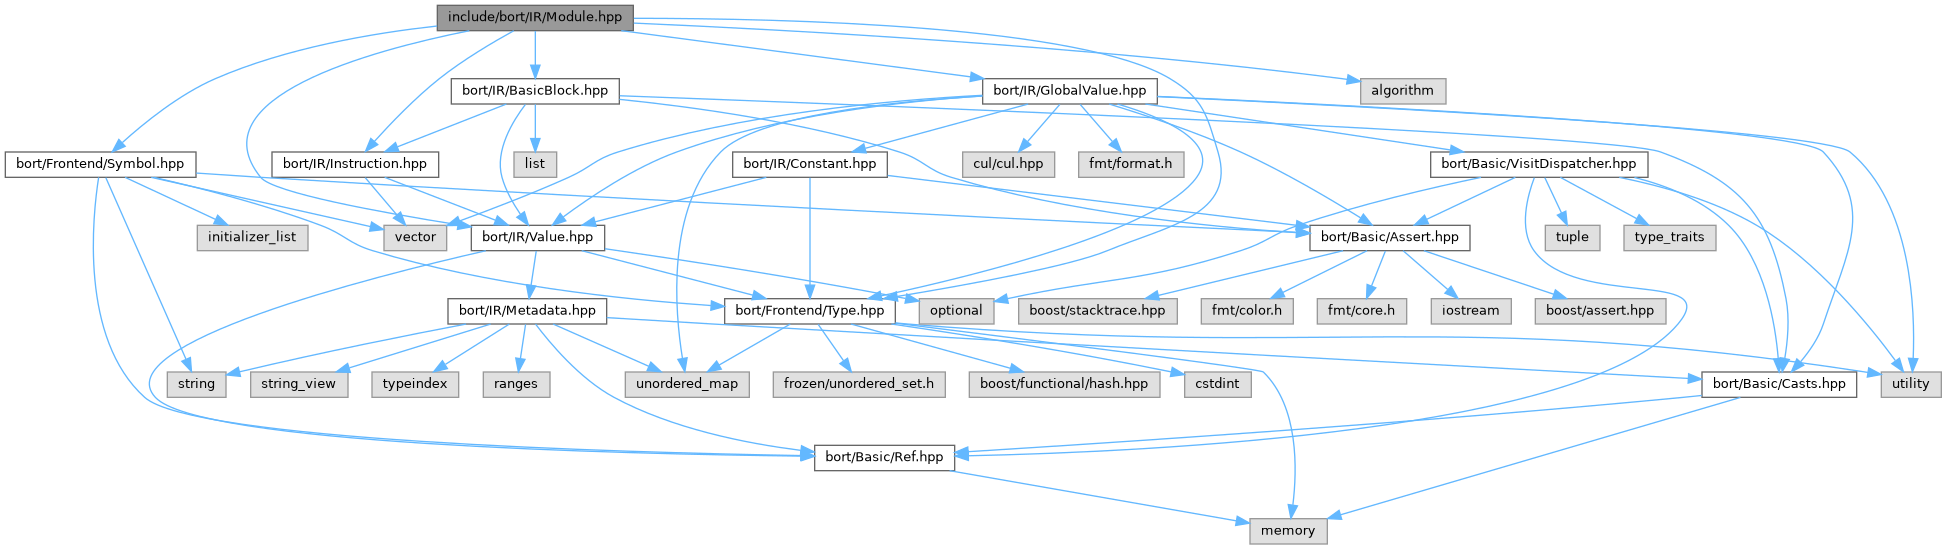 include/bort/IR/Module.hpp
bort/IR/BasicBlock.hpp
bort/IR/GlobalValue.hpp
algorithm
bort/Frontend/Symbol.hpp
bort/IR/Instruction.hpp
list
bort/IR/Constant.hpp
cul/cul.hpp
fmt/format.h
bort/Basic/VisitDispatcher.hpp
initializer_list
vector
bort/IR/Value.hpp
bort/Basic/Assert.hpp
tuple
type_traits
bort/IR/Metadata.hpp
bort/Frontend/Type.hpp
optional
boost/stacktrace.hpp
fmt/color.h
fmt/core.h
iostream
boost/assert.hpp
string
string_view
typeindex
ranges
unordered_map
frozen/unordered_set.h
boost/functional/hash.hpp
cstdint
bort/Basic/Casts.hpp
utility
bort/Basic/Ref.hpp
memory